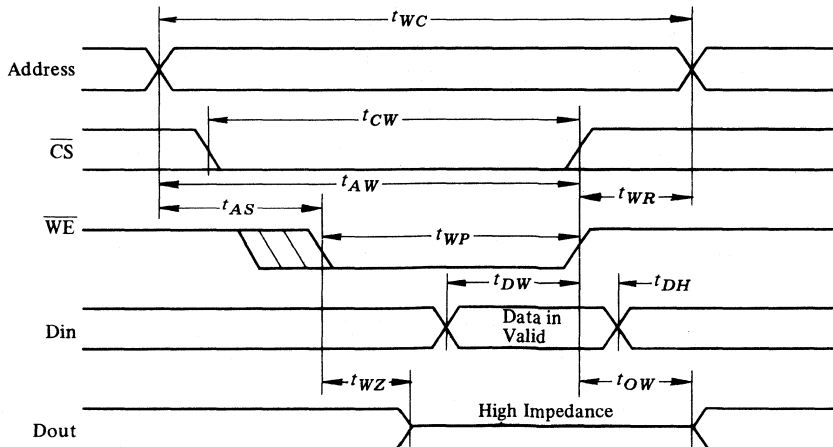 tWC
Address
tCW
CS
tAW
tWR
tAS
WE
tWP
tDW
tDH
Din
Data in
Valid
tWZ
tOW
High Impedance
Dout